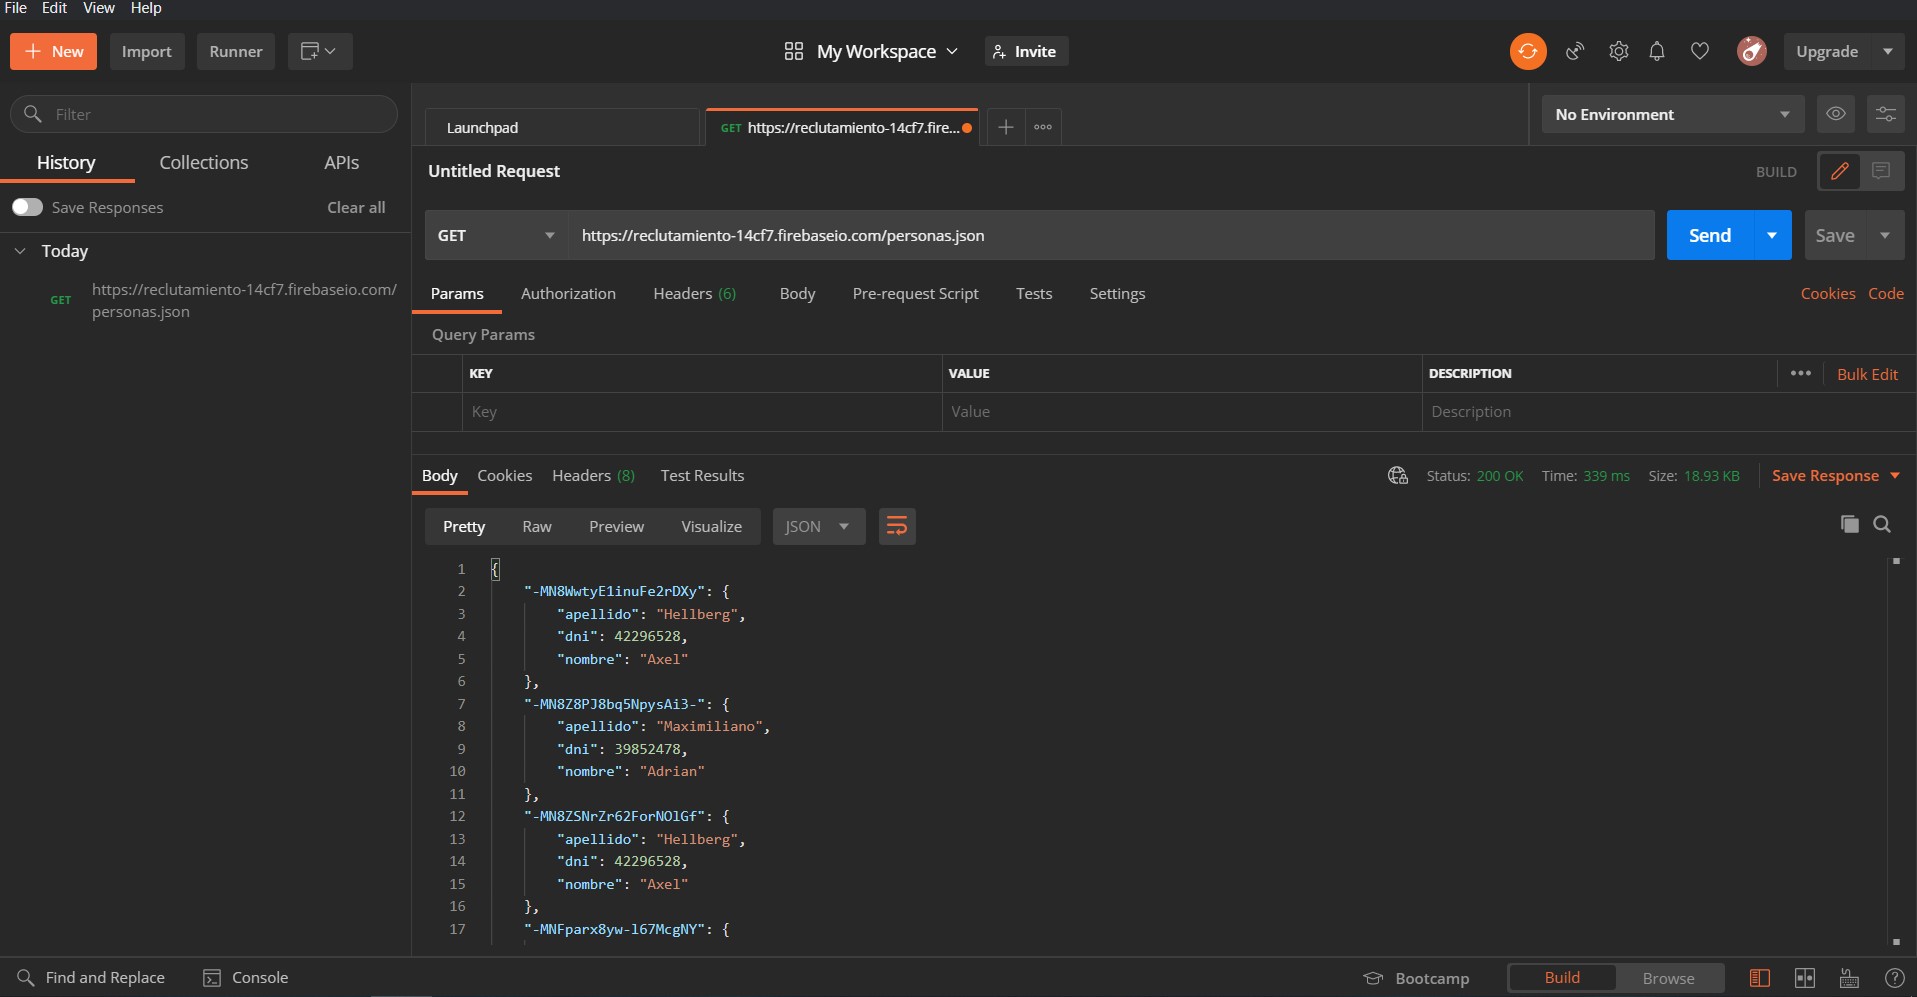 File Edit View Help
New Import Runner My Workspace Invite Upgrade
Filter
Launchpad GET https://reclutamiento-14cf7.fire... No Environment
History Collections APIs
Untitled Request BUILD
Save Responses Clear all
GET https://reclutamiento-14cf7.firebaseio.com/personas.json Send Save
Today
GET https://reclutamiento-14cf7.firebaseio.com/
personas.json
Params Authorization Headers (6) Body Pre-request Script Tests Settings Cookies Code
Query Params
KEY VALUE DESCRIPTION Bulk Edit
Key Value Description
Body Cookies Headers (8) Test Results Status: 200 OK Time: 339 ms Size: 18.93 KB Save Response
Pretty Raw Preview Visualize JSON
1 {
2 "-MN8WwtyE1inuFe2rDXy": {
3 "apellido": "Hellberg",
4 "dni": 42296528,
5 "nombre": "Axel"
6 },
7 "-MN8Z8PJ8bq5NpysAi3-": {
8 "apellido": "Maximiliano",
9 "dni": 39852478,
10 "nombre": "Adrian"
11 },
12 "-MN8ZSNrZr62ForNOlGf": {
13 "apellido": "Hellberg",
14 "dni": 42296528,
15 "nombre": "Axel"
16 },
17 "-MNFparx8yw-l67McgNY": {
Find and Replace Console Bootcamp Build Browse